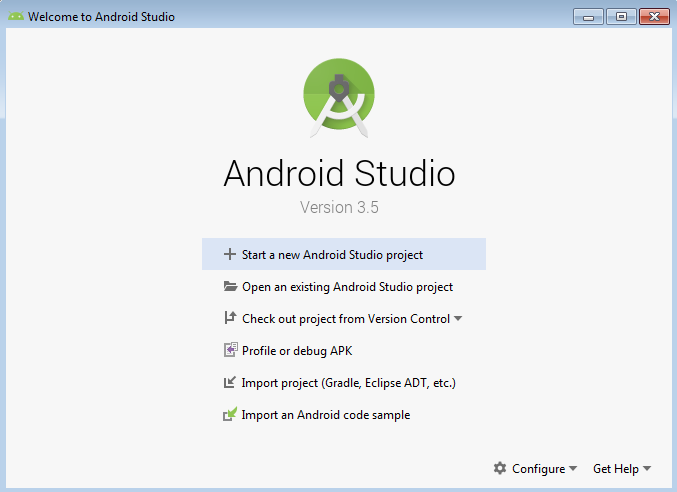 Welcome to Android Studio
Android Studio
Version 3.5
Start a new Android Studio project
Open an existing Android Studio project
Check out project from Version Control
Profile or debug APK
Import project (Gradle, Eclipse ADT, etc.)
Import an Android code sample
Configure Get Help